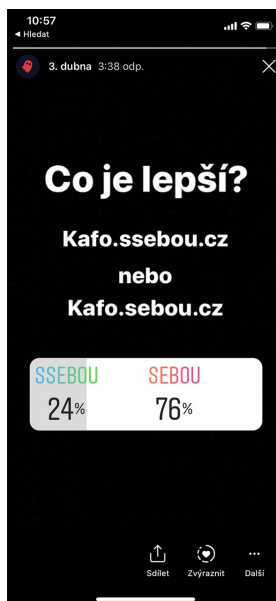 10:57
◀ Hledat
3. dubna 3:38 odp.
Co je lepší?
Kafo.ssebou.cz
nebo
Kafo.sebou.cz
SSEBOU SEBOU
24% 76%
Sdílet Zvýraznit Další